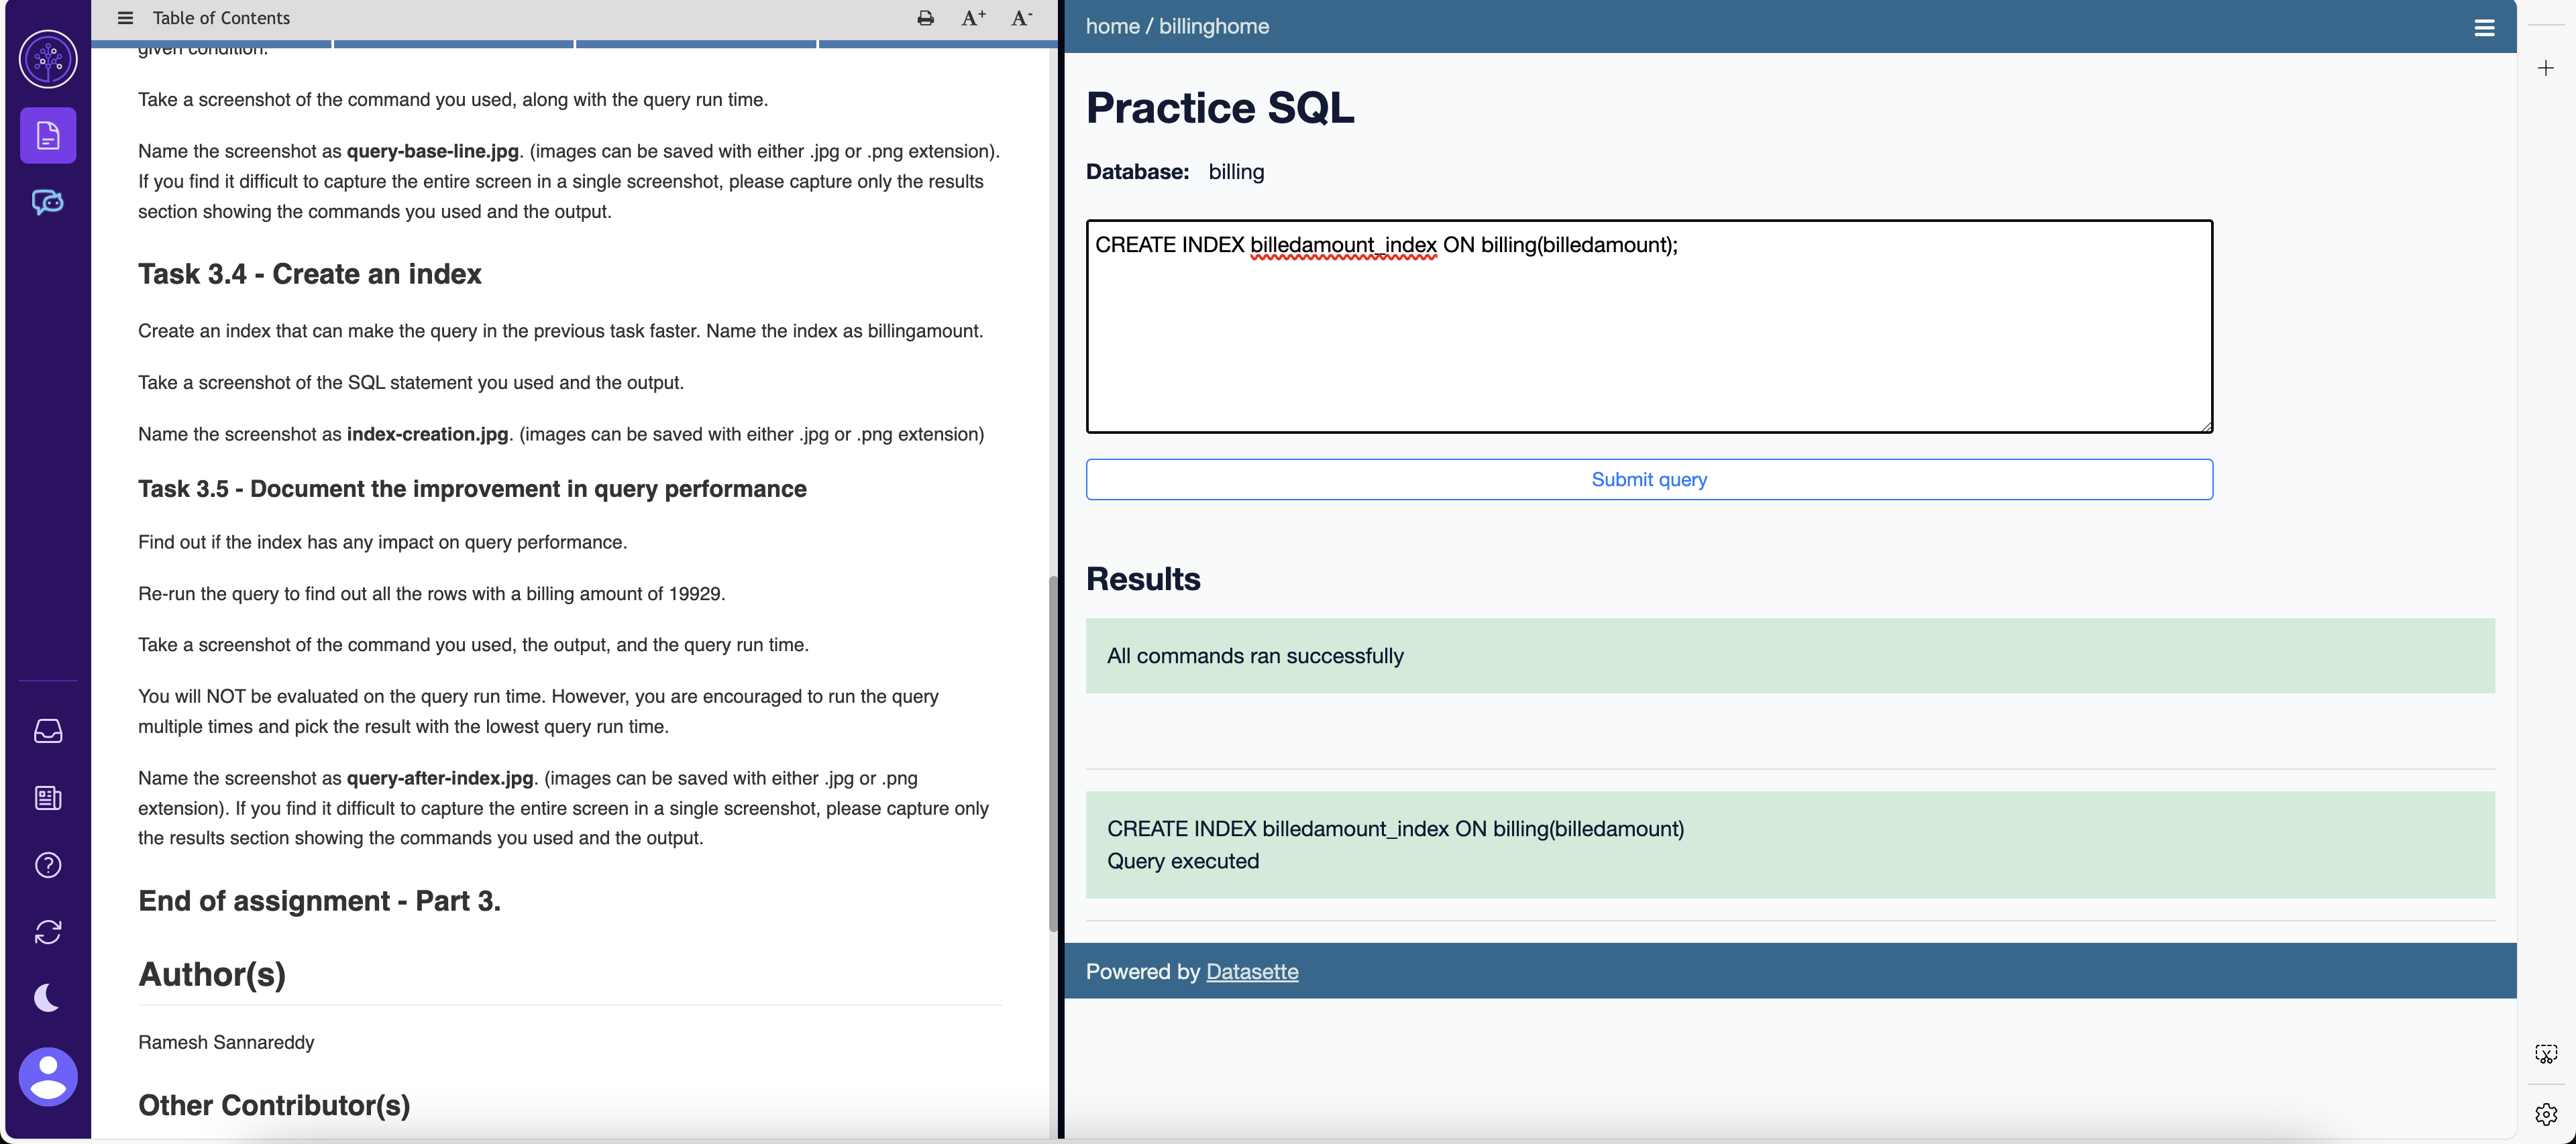 Table of Contents
A+
A-
given condition.
Take a screenshot of the command you used, along with the query run time.
Name the screenshot as query-base-line.jpg. (images can be saved with either .jpg or .png extension).
If you find it difficult to capture the entire screen in a single screenshot, please capture only the results
section showing the commands you used and the output.
Task 3.4 - Create an index
Create an index that can make the query in the previous task faster. Name the index as billingamount.
Take a screenshot of the SQL statement you used and the output.
Name the screenshot as index-creation.jpg. (images can be saved with either .jpg or .png extension)
Task 3.5 - Document the improvement in query performance
Find out if the index has any impact on query performance.
Re-run the query to find out all the rows with a billing amount of 19929.
Take a screenshot of the command you used, the output, and the query run time.
You will NOT be evaluated on the query run time. However, you are encouraged to run the query
multiple times and pick the result with the lowest query run time.
Name the screenshot as query-after-index.jpg. (images can be saved with either .jpg or .png
extension). If you find it difficult to capture the entire screen in a single screenshot, please capture only
the results section showing the commands you used and the output.
End of assignment - Part 3.
Author(s)
Ramesh Sannareddy
Other Contributor(s)
home / billinghome
Practice SQL
Database: billing
CREATE INDEX billedamount_index ON billing(billedamount);
Submit query
Results
All commands ran successfully
CREATE INDEX billedamount_index ON billing(billedamount)
Query executed
Powered by Datasette